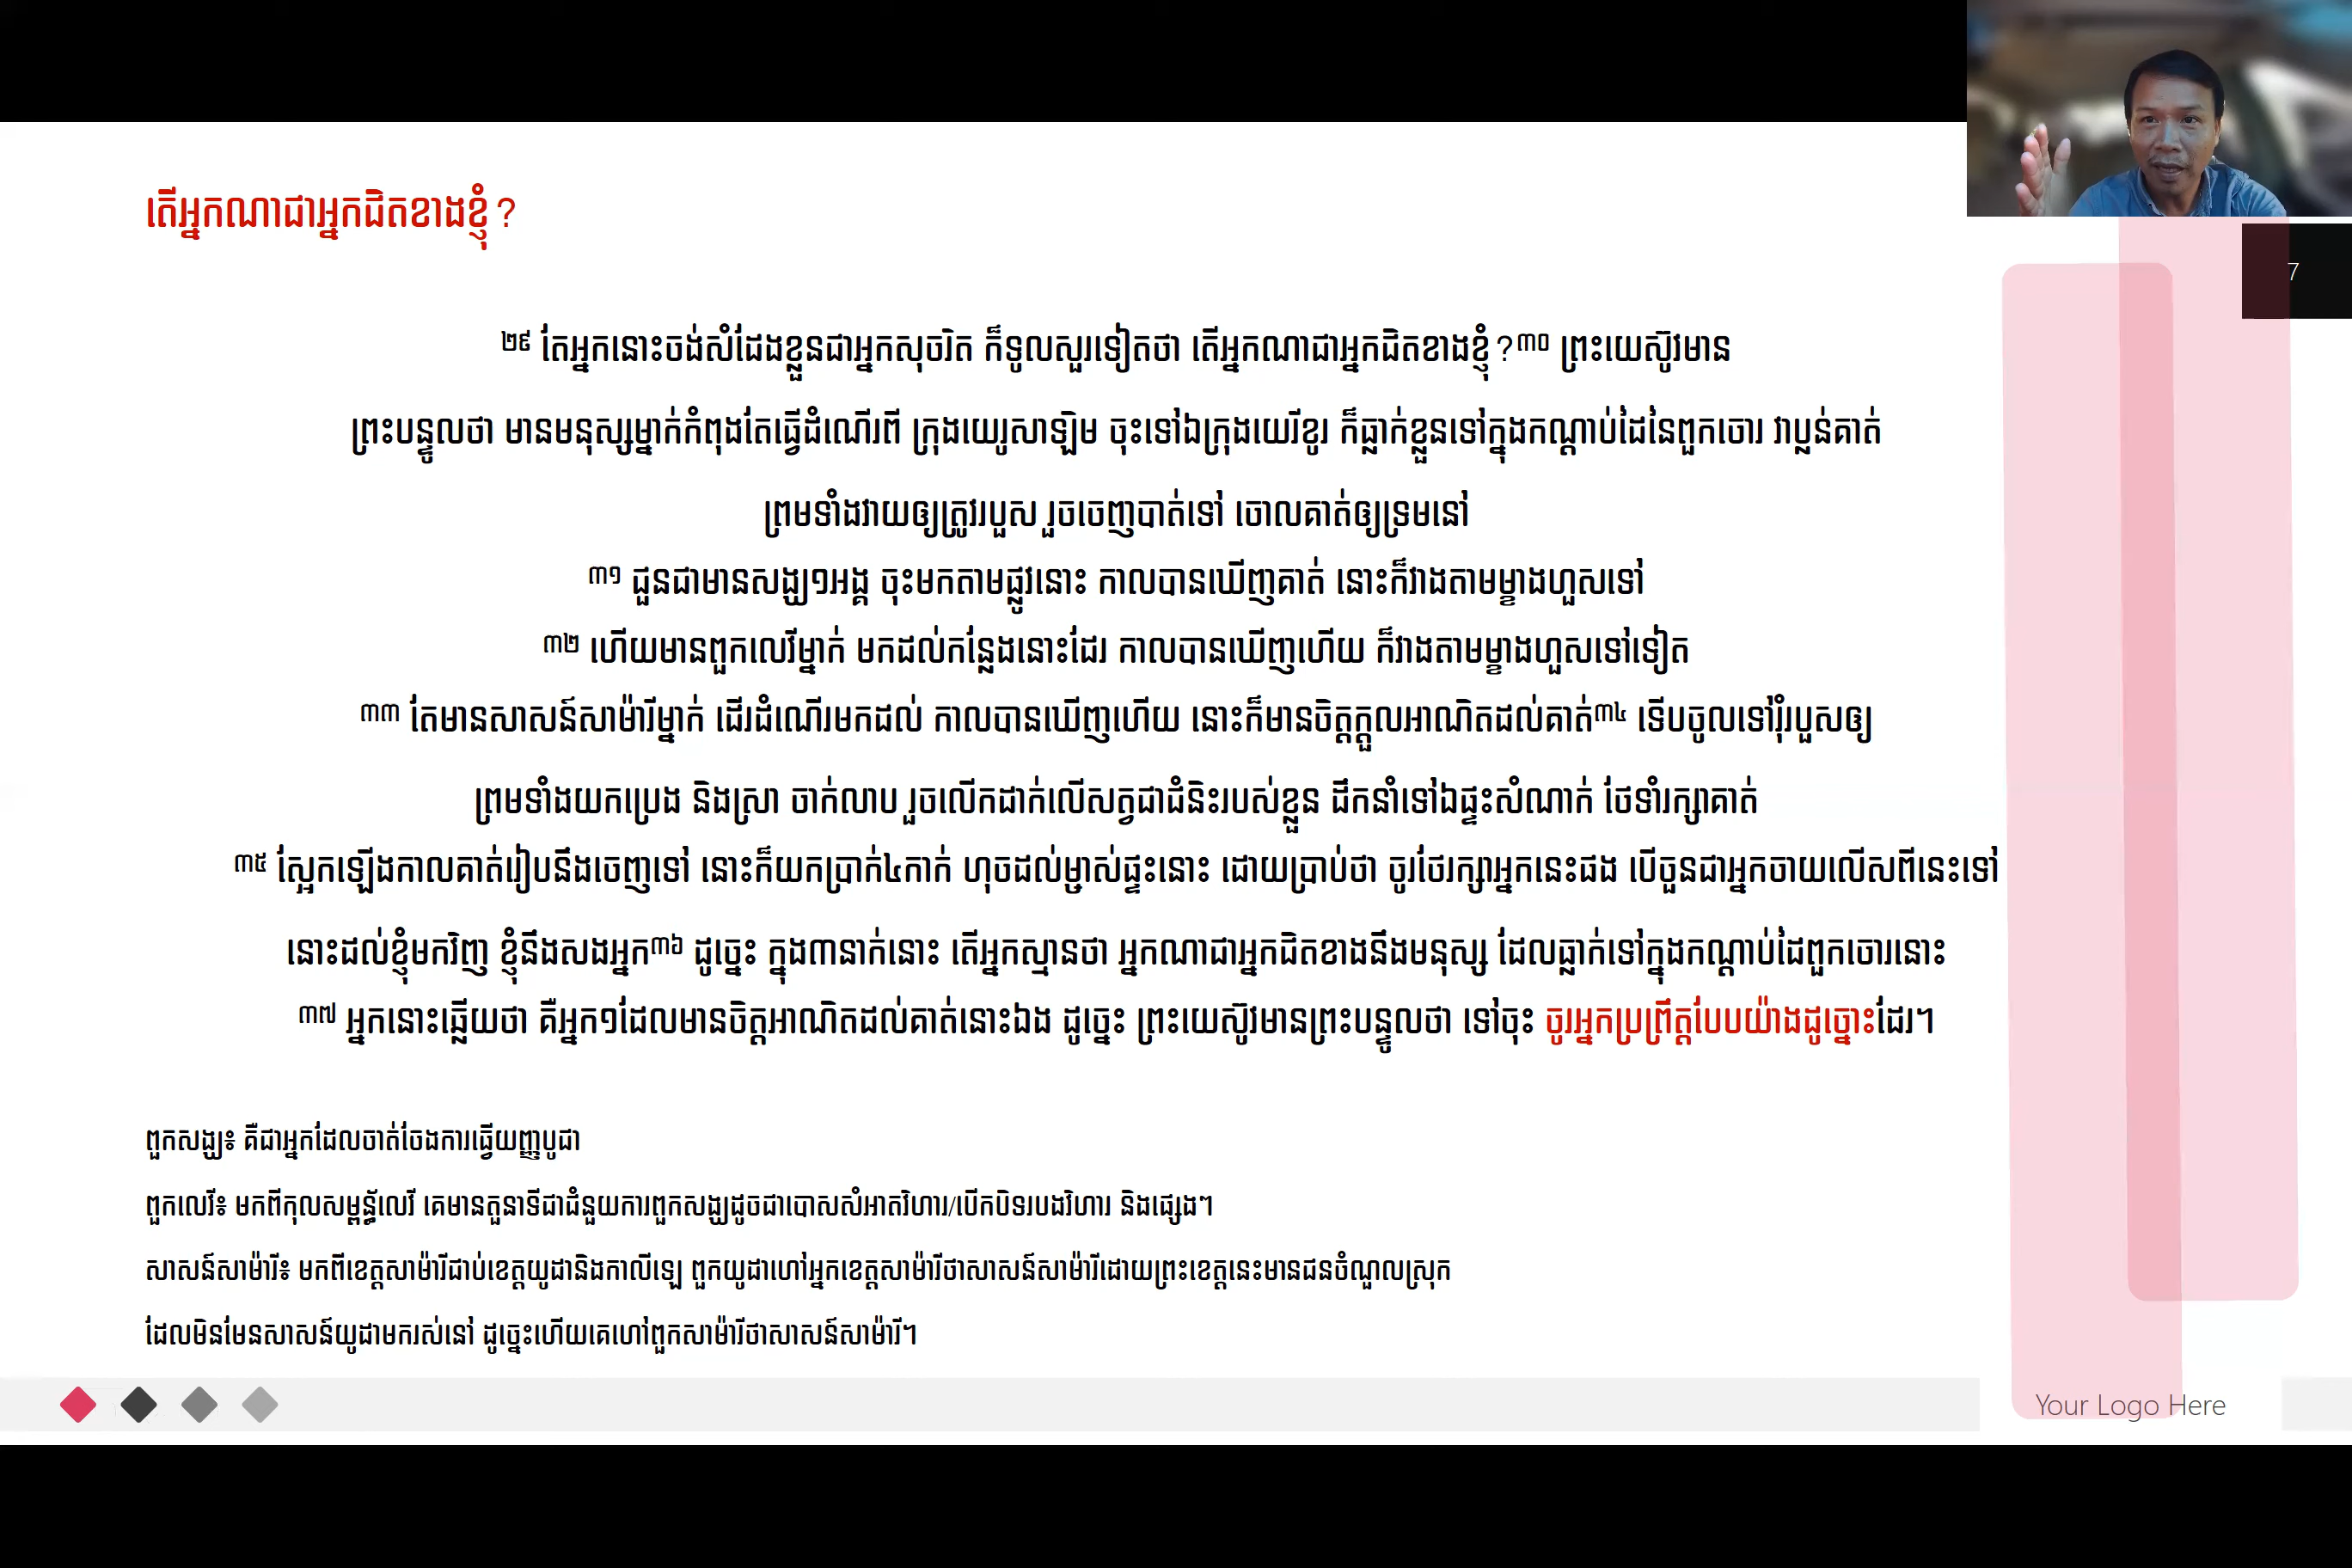 តើអ្នកណាជាអ្នកជិតខាងខ្ញុំ?
7
២៩ តែអ្នកនោះចង់សំដែងខ្លួនជាអ្នកសុចរិត ក៏ទូលសួរទៀតថា តើអ្នកណាជាអ្នកជិតខាងខ្ញុំ?៣០ ព្រះយេស៊ូវមាន
ព្រះបន្ទូលថា មានមនុស្សម្នាក់កំពុងតែធ្វើដំណើរពី ក្រុងយេរូសាឡិម ចុះទៅឯក្រុងយេរីខូរ ក៏ធ្លាក់ខ្លួនទៅក្នុងកណ្តាប់ដៃនៃពួកចោរ វាប្លន់គាត់
ព្រមទាំងវាយឲ្យត្រូវរបួស រួចចេញបាត់ទៅ ចោលគាត់ឲ្យទ្រមនៅ
៣១ ជួនជាមានសង្ឃ១អង្គ ចុះមកតាមផ្លូវនោះ កាលបានឃើញគាត់ នោះក៏វាងតាមម្ខាងហួសទៅ
៣២ ហើយមានពួកលេវីម្នាក់ មកដល់កន្លែងនោះដែរ កាលបានឃើញហើយ ក៏វាងតាមម្ខាងហួសទៅទៀត
៣៣ តែមានសាសន៍សាម៉ារីម្នាក់ ដើរដំណើរមកដល់ កាលបានឃើញហើយ នោះក៏មានចិត្តក្តួលអាណិតដល់គាត់៣៤ ទើបចូលទៅរុំរបួសឲ្យ
ព្រមទាំងយកប្រេង និងស្រា ចាក់លាប រួចលើកដាក់លើសត្វជាជំនិះរបស់ខ្លួន ដឹកនាំទៅឯផ្ទះសំណាក់ ថែទាំរក្សាគាត់
៣៥ ស្អែកឡើងកាលគាត់រៀបនឹងចេញទៅ នោះក៏យកប្រាក់៤កាក់ ហុចដល់ម្ចាស់ផ្ទះនោះ ដោយប្រាប់ថា ចូរថែរក្សាអ្នកនេះផង បើចួនជាអ្នកចាយលើសពីនេះទៅ
នោះដល់ខ្ញុំមកវិញ ខ្ញុំនឹងសងអ្នក៣៦ ដូច្នេះ ក្នុង៣នាក់នោះ តើអ្នកស្មានថា អ្នកណាជាអ្នកជិតខាងនឹងមនុស្ស ដែលធ្លាក់ទៅក្នុងកណ្តាប់ដៃពួកចោរនោះ
៣៧ អ្នកនោះឆ្លើយថា គឺអ្នក១ដែលមានចិត្តអាណិតដល់គាត់នោះឯង ដូច្នេះ ព្រះយេស៊ូវមានព្រះបន្ទូលថា ទៅចុះ ចូរអ្នកប្រព្រឹត្តបែបយ៉ាងដូច្នោះដែរ។
ពួកសង្ឃ៖ គឺជាអ្នកដែលចាត់ចែងការធ្វើយញ្ញបូជា
ពួកលេវី៖ មកពីកុលសម្ពន្ធ័លេវី គេមានតួនាទីជាជំនួយការពួកសង្ឃដូចជាបោសសំអាតវិហារ/បើកបិទរបងវិហារ និងផ្សេងៗ
សាសន៍សាម៉ារី៖ មកពីខេត្តសាម៉ារីជាប់ខេត្តយូដានិងកាលីឡេ ពួកយូដាហៅអ្នកខេត្តសាម៉ារីថាសាសន៍សាម៉ារីដោយព្រះខេត្តនេះមានជនចំណួលស្រុក
ដែលមិនមែនសាសន៍យូដាមករស់នៅ ដូច្នេះហើយគេហៅពួកសាម៉ារីថាសាសន៍សាម៉ារី។
Your Logo Here